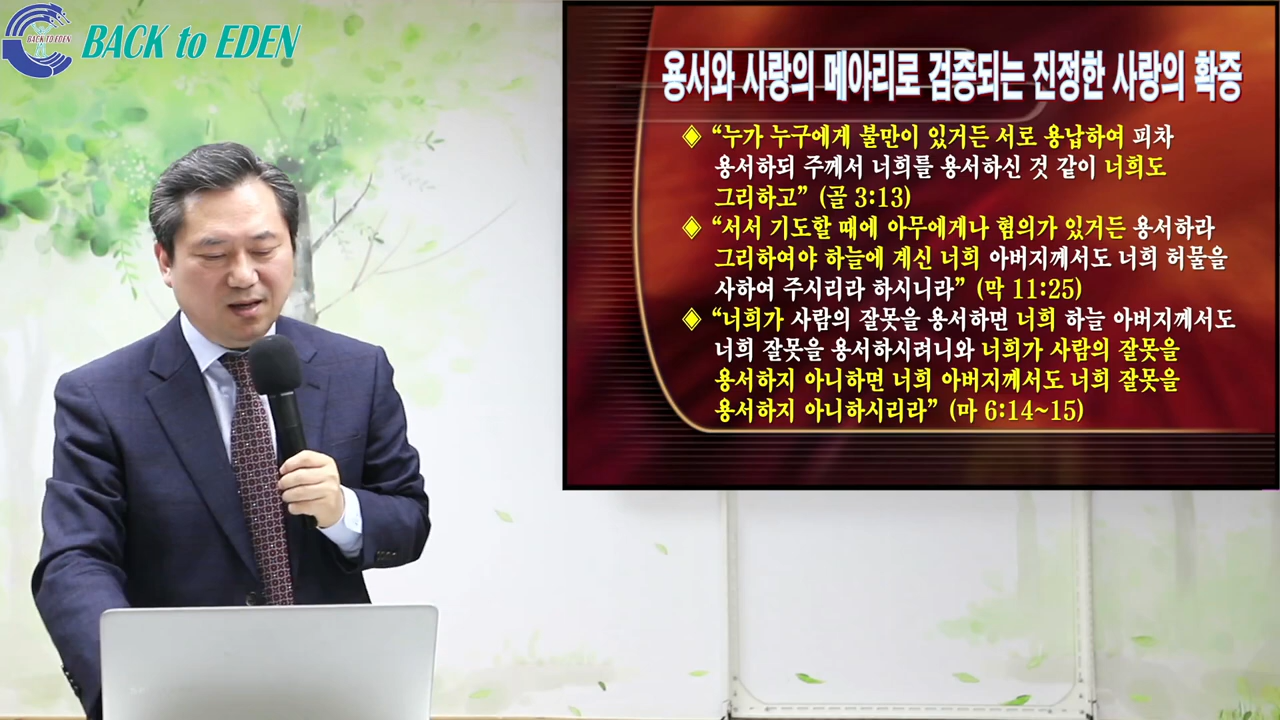 BACK TO EDEN
BACK to EDEN
용서와 사랑의 메아리로 검증되는 진정한 사랑의 확증
◈ “누가 누구에게 불만이 있거든 서로 용납하여 피차
용서하되 주께서 너희를 용서하신 것 같이 너희도
그리하고” (골 3:13)
◈ “서서 기도할 때에 아무에게나 혐의가 있거든 용서하라
그리하여야 하늘에 계신 너희 아버지께서도 너희 허물을
사하여 주시리라 하시니라” (막 11:25)
◈ “너희가 사람의 잘못을 용서하면 너희 하늘 아버지께서도
너희 잘못을 용서하시려니와 너희가 사람의 잘못을
용서하지 아니하면 너희 아버지께서도 너희 잘못을
용서하지 아니하시리라” (마 6:14~15)